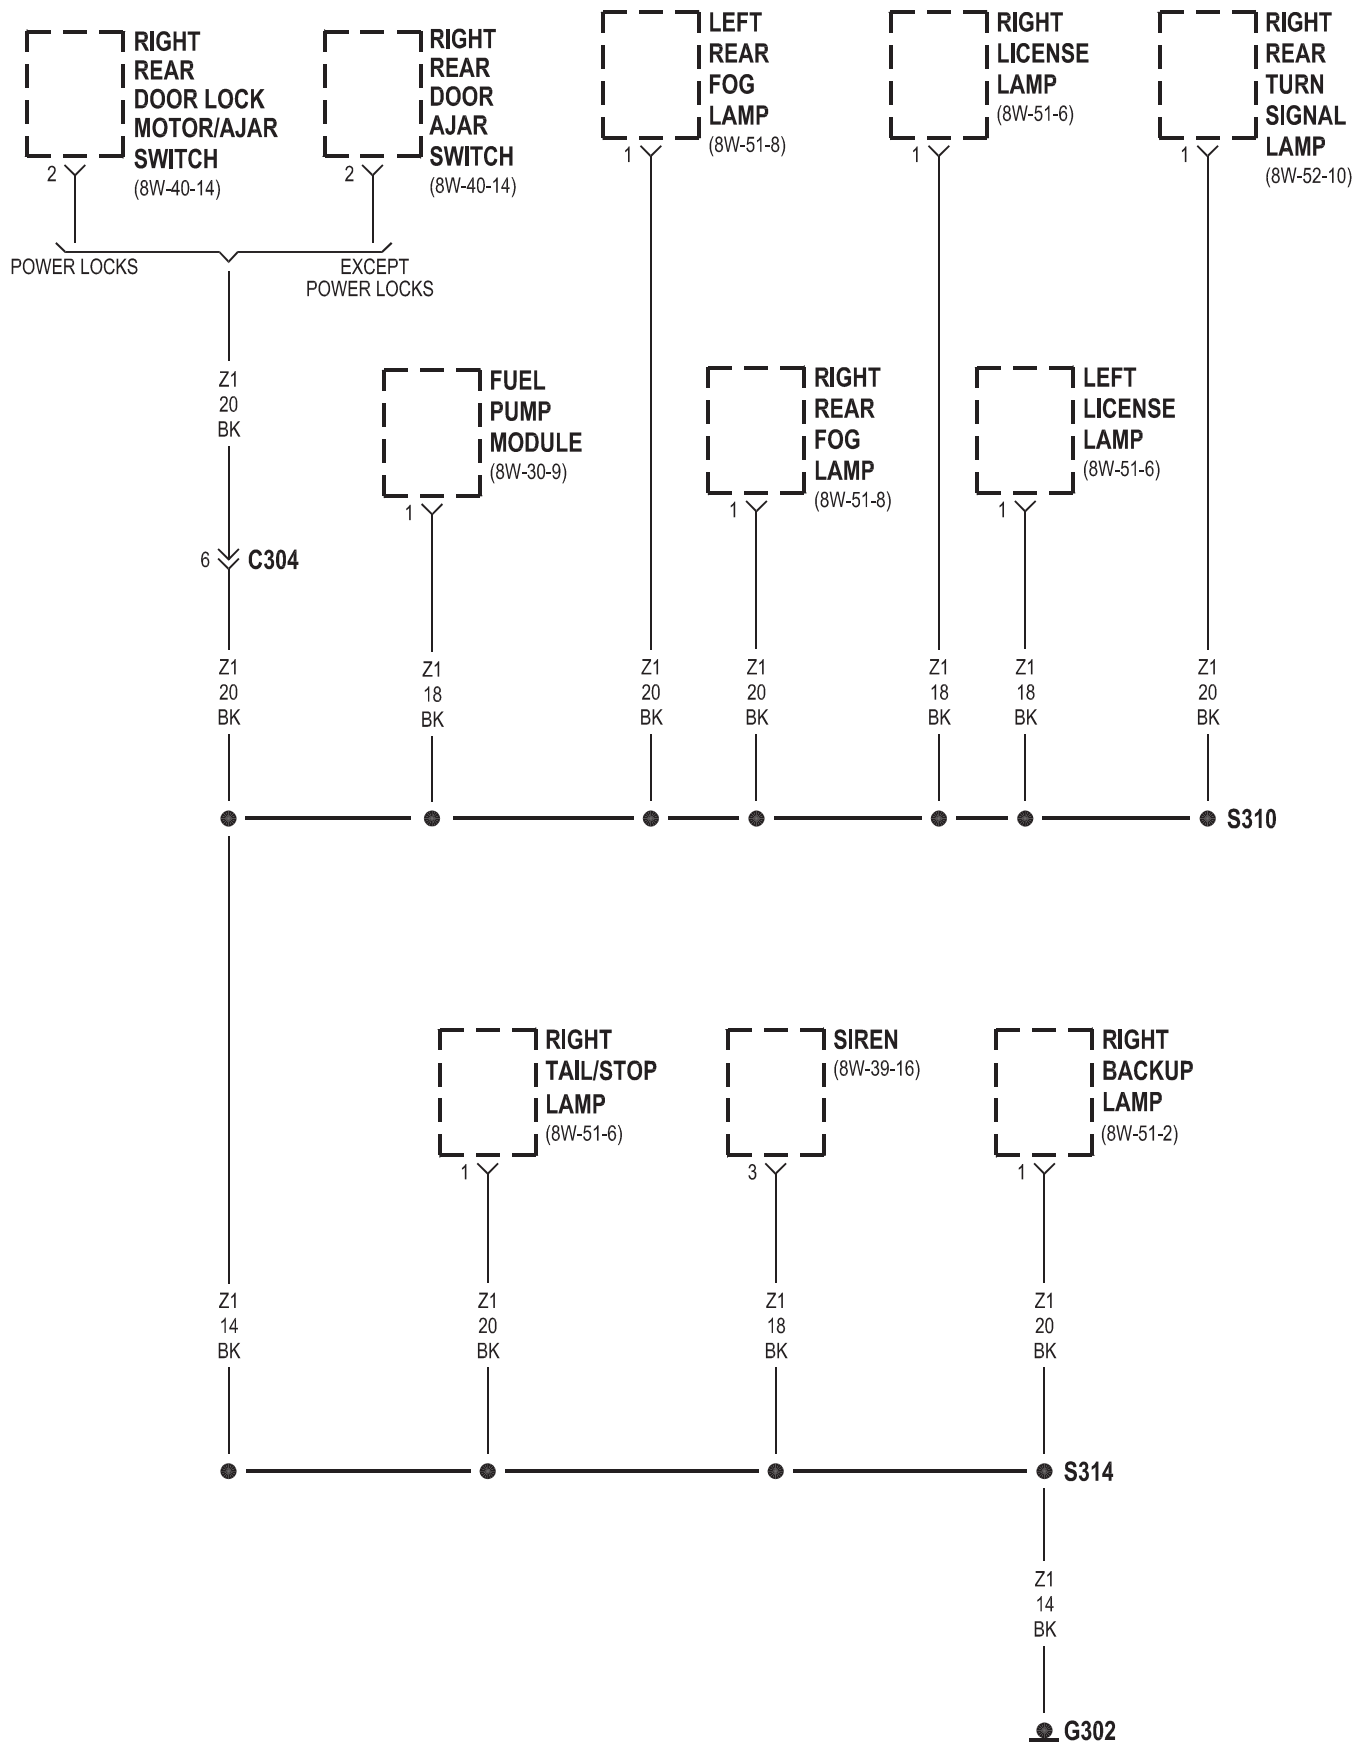 RIGHT
REAR
DOOR LOCK
MOTOR/AJAR
SWITCH
(8W-40-14)
2
RIGHT
REAR
DOOR
AJAR
SWITCH
(8W-40-14)
2
LEFT
REAR
FOG
LAMP
(8W-51-8)
1
RIGHT
LICENSE
LAMP
(8W-51-6)
1
RIGHT
REAR
TURN
SIGNAL
LAMP
(8W-52-10)
1
POWER LOCKS
EXCEPT
POWER LOCKS
Z1
20
BK
FUEL
PUMP
MODULE
(8W-30-9)
1
RIGHT
REAR
FOG
LAMP
(8W-51-8)
1
LEFT
LICENSE
LAMP
(8W-51-6)
1
6 C304
Z1
20
BK
Z1
18
BK
Z1
20
BK
Z1
20
BK
Z1
18
BK
Z1
18
BK
Z1
20
BK
S310
RIGHT
TAIL/STOP
LAMP
(8W-51-6)
1
SIREN
(8W-39-16)
3
RIGHT
BACKUP
LAMP
(8W-51-2)
1
Z1
14
BK
Z1
20
BK
Z1
18
BK
Z1
20
BK
S314
Z1
14
BK
G302